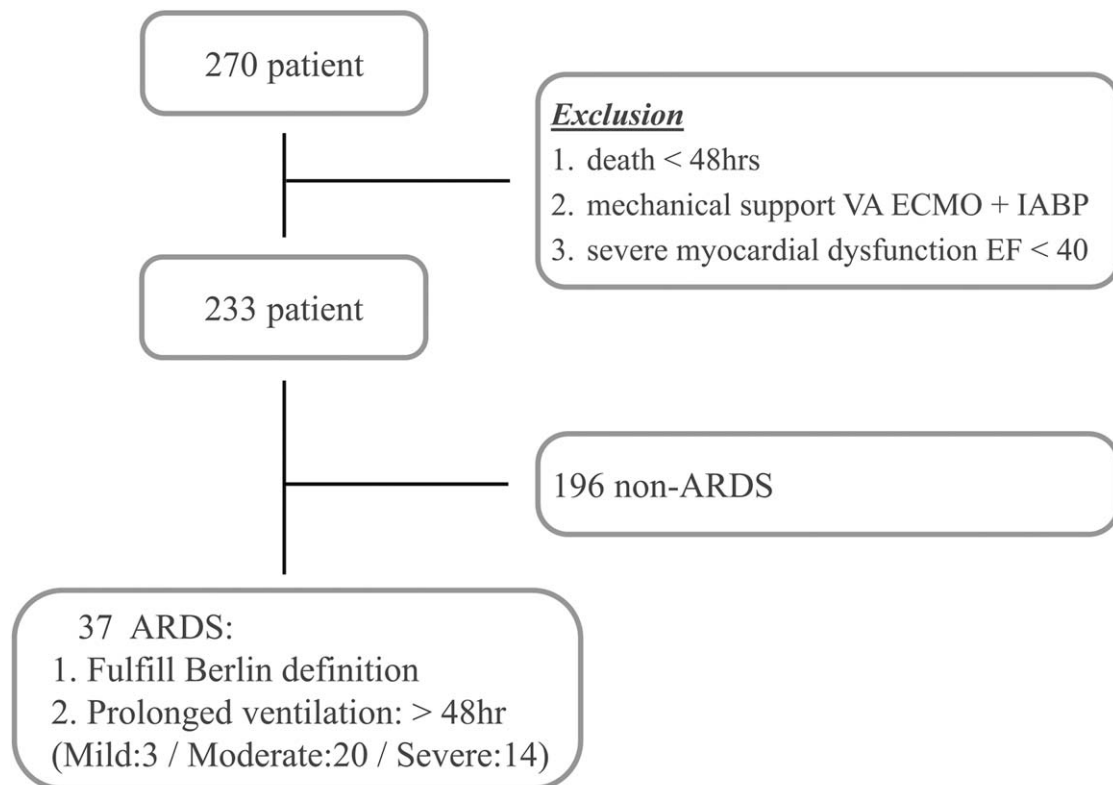 270 patient
Exclusion
1. death < 48hrs
2. mechanical support VA ECMO + IABP
3. severe myocardial dysfunction EF < 40
233 patient
196 non-ARDS
37 ARDS:
1. Fulfill Berlin definition
2. Prolonged ventilation: > 48hr
(Mild:3 / Moderate:20 / Severe:14)